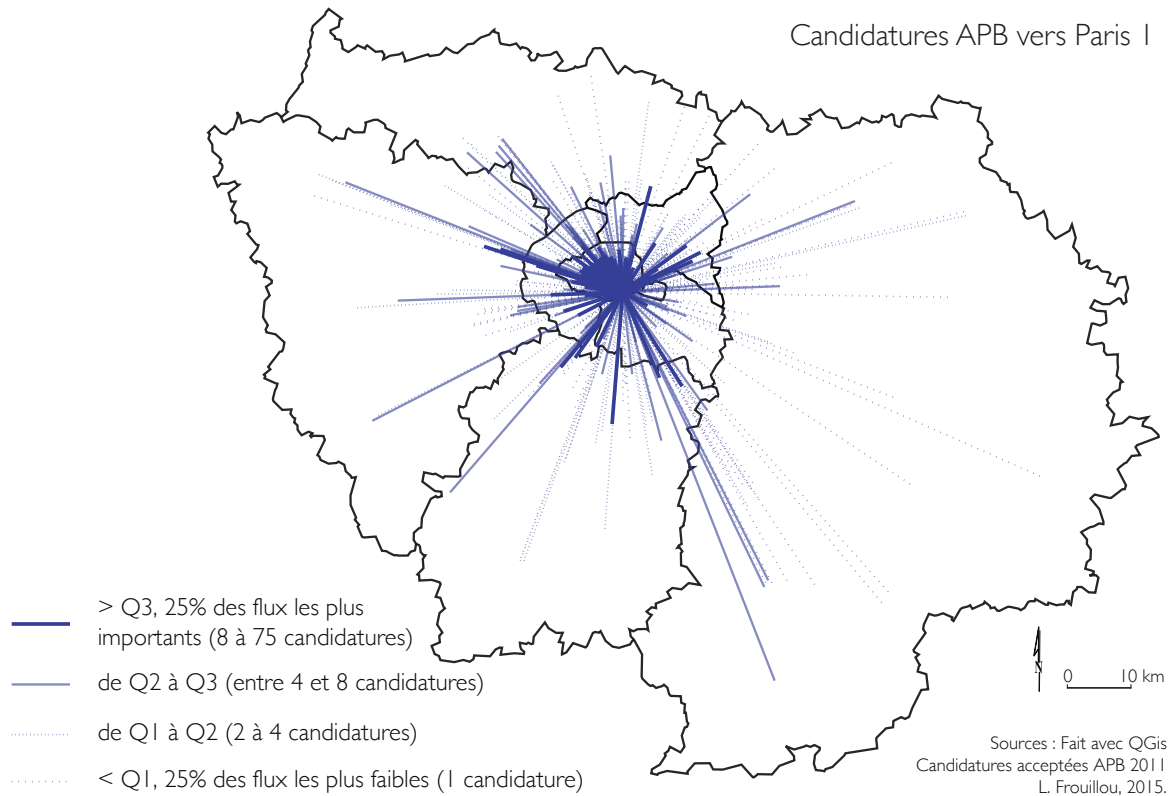 Candidatures APB vers Paris 1
> Q3, 25% des flux les plus
importants (8 à 75 candidatures)
de Q2 à Q3 (entre 4 et 8 candidatures)
de Q1 à Q2 (2 à 4 candidatures)
< Q1, 25% des flux les plus faibles (1 candidature)
N
0 10 km
Sources : Fait avec QGis
Candidatures acceptées APB 2011
L. Frouillou, 2015.